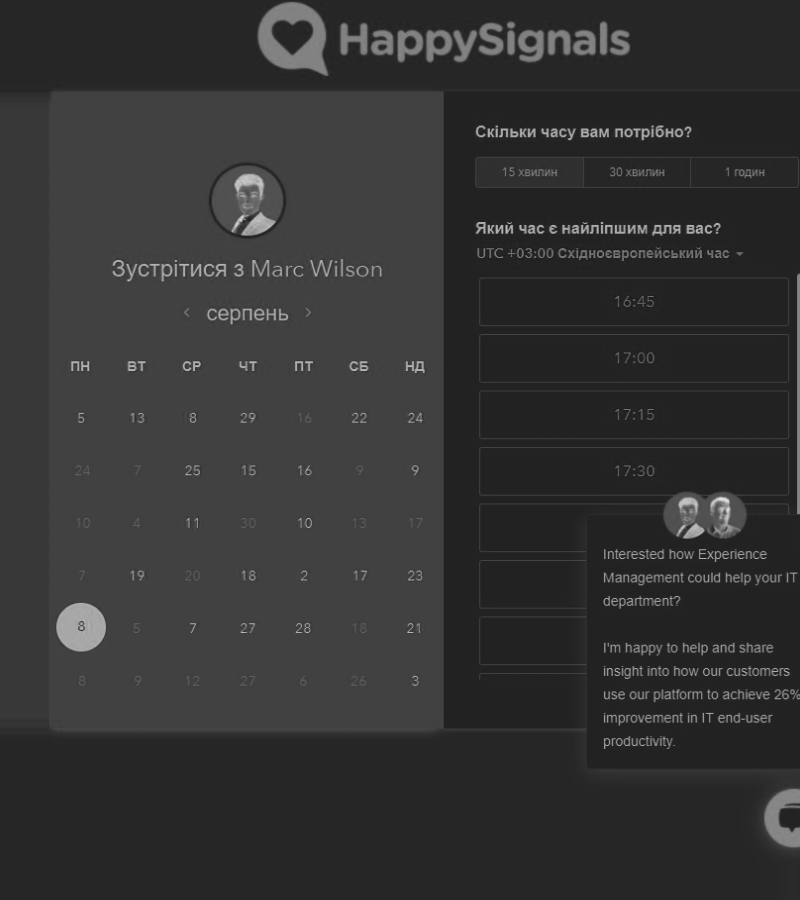 HappySignals
Зустрітися з Marc Wilson
серпень
ПН ВТ СР ЧТ ПТ СБ НД
5 13 8 29 16 22 24
24 7 25 15 16 9 9
10 4 11 30 10 13 17
7 19 20 18 2 17 23
8 5 7 27 28 18 21
8 9 12 27 6 26 3
Скільки часу вам потрібно?
15 хвилин 30 хвилин 1 годин
Який час є найліпшим для вас?
UTC +03:00 Східноєвропейський час
16:45
17:00
17:15
17:30
Interested how Experience
Management could help your IT
department?
I'm happy to help and share
insight into how our customers
use our platform to achieve 26%
improvement in IT end-user
productivity.